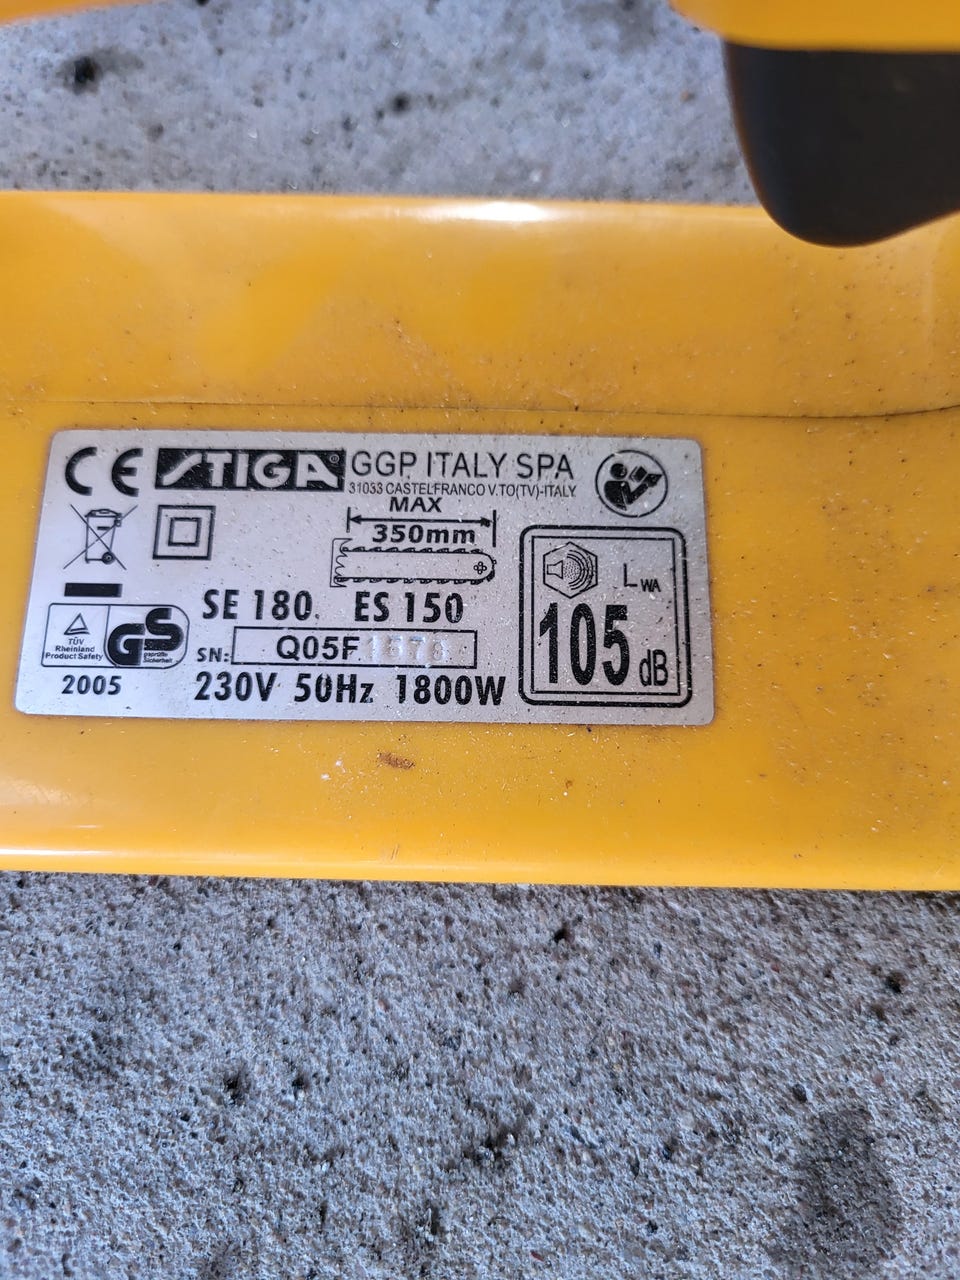 CE STIGA® GGP ITALY SPA
31033 CASTELFRANCO V.TO(TV)-ITALY
MAX
350mm
SE 180 ES 150
LWA
105 dB
TÜV
Rheinland
Product Safety
GS
geprüfte
Sicherheit
SN: Q05F
2005
230V 50Hz 1800W